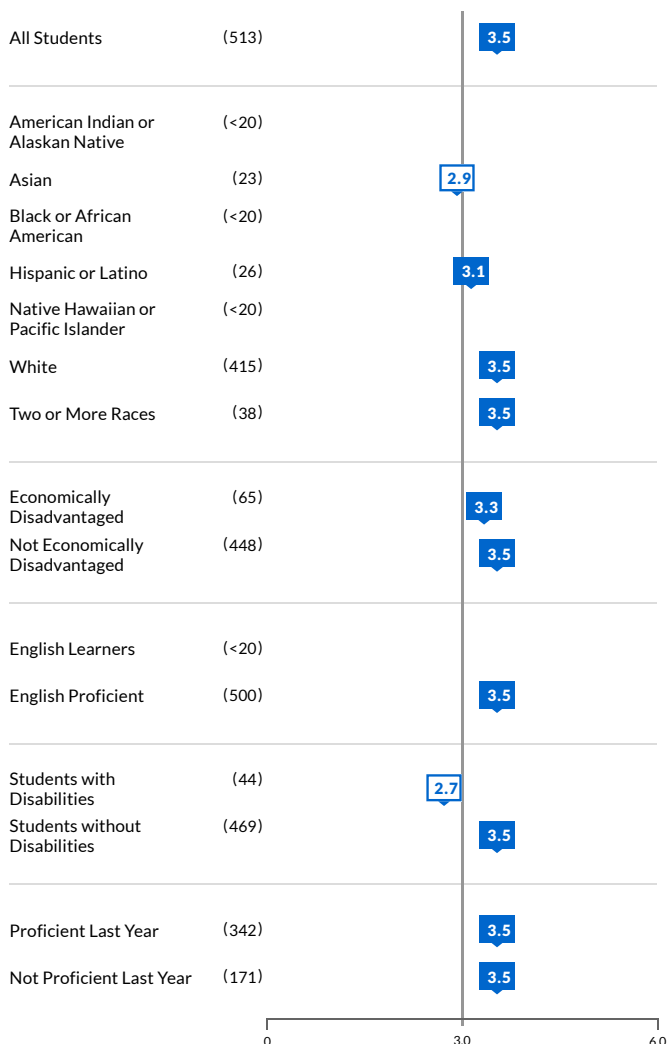 All Students (513) 3.5
American Indian or (<20)
Alaskan Native
Asian (23) 2.9
Black or African (<20)
American
Hispanic or Latino (26) 3.1
Native Hawaiian or (<20)
Pacific Islander
White (415) 3.5
Two or More Races (38) 3.5
Economically (65) 3.3
Disadvantaged
Not Economically (448) 3.5
Disadvantaged
English Learners (<20)
English Proficient (500) 3.5
Students with (44) 2.7
Disabilities
Students without (469) 3.5
Disabilities
Proficient Last Year (342) 3.5
Not Proficient Last Year (171) 3.5
0 3.0 6.0